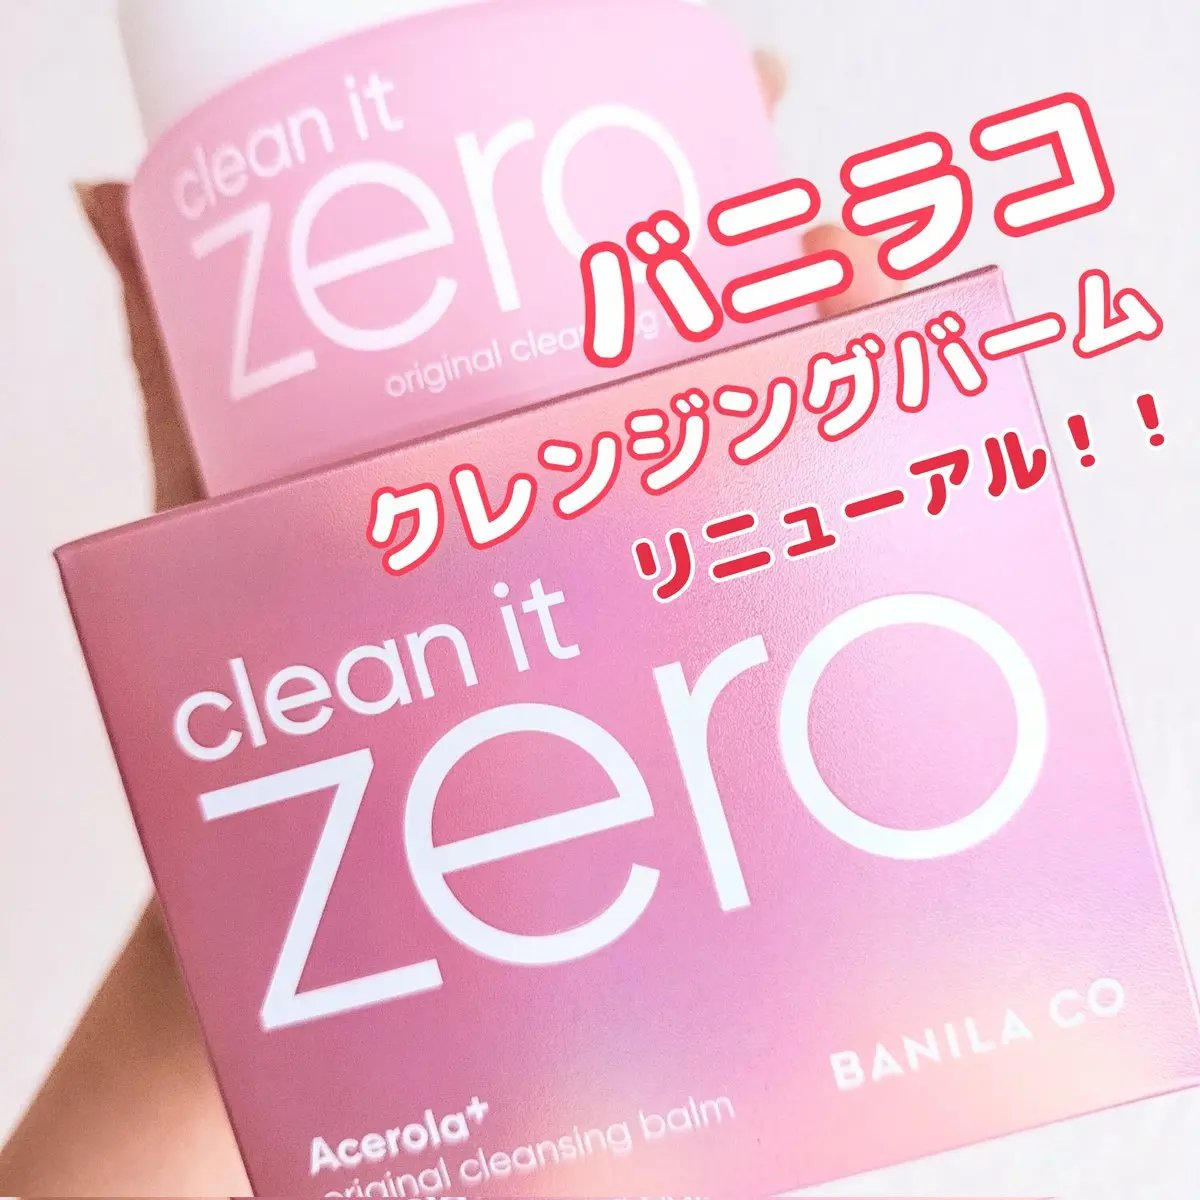 clean it
zero
original
バニラコ
クレンジングバーム
リニューアル！！
clean it
zero
BANILA CO
Acerola+
original cleansing balm